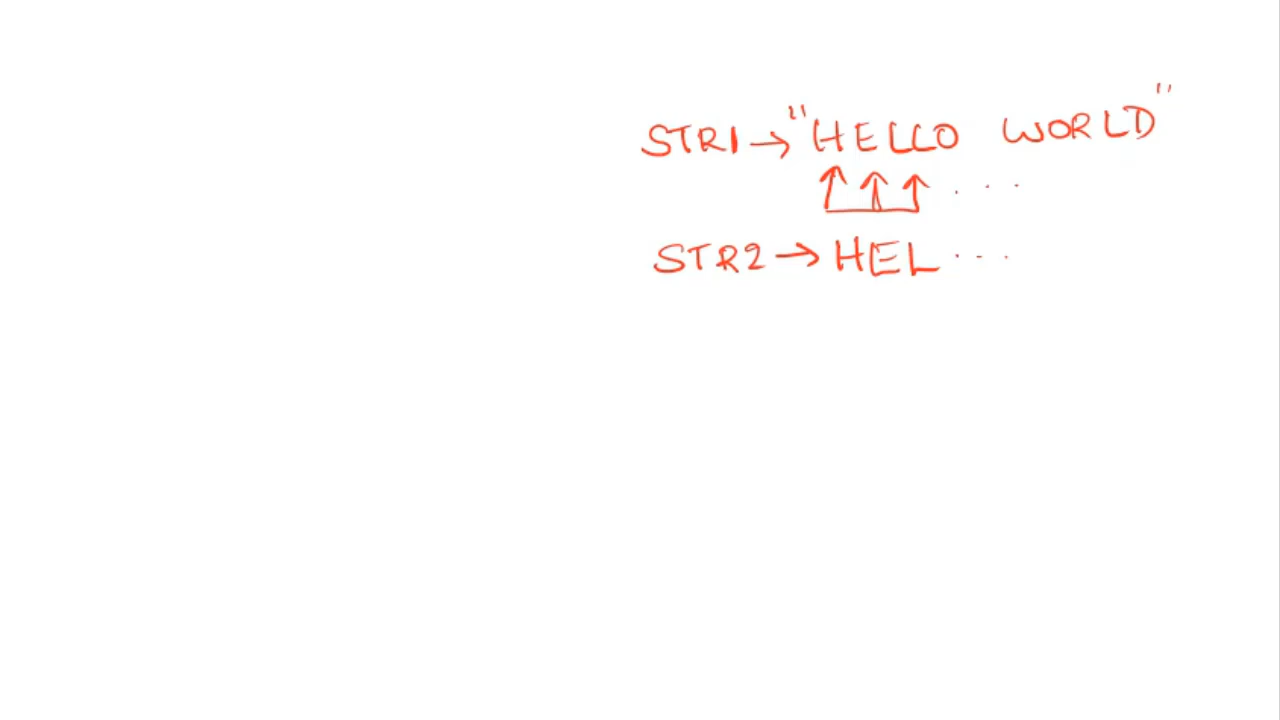 STR1→"HELLO WORLD"
. . .
STR2→HEL...